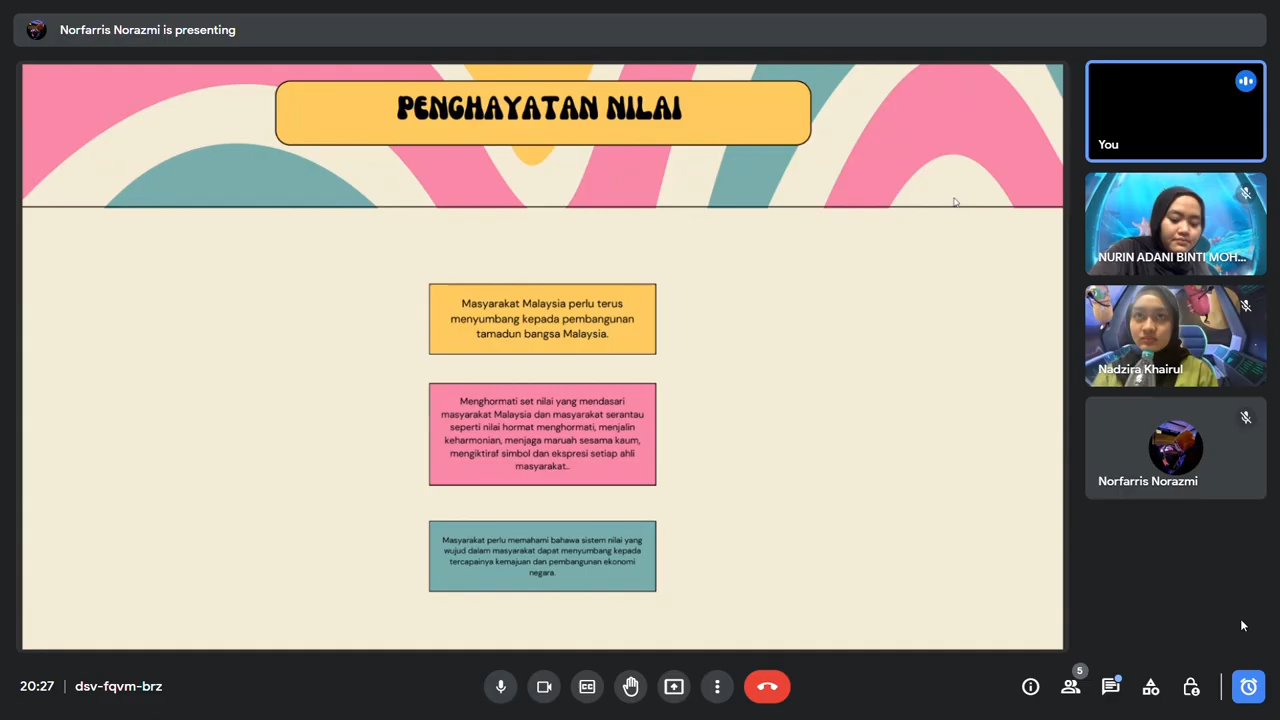 Norfarris Norazmi is presenting
PENGHAYATAN NILAI
Masyarakat Malaysia perlu terus
menyumbang kepada pembangunan
tamadun bangsa Malaysia.
Menghormati set nilai yang mendasari
masyarakat Malaysia dan masyarakat serantau
seperti nilai hormat menghormati, menjalin
keharmonian, menjaga maruah sesama kaum,
mengiktiraf simbol dan ekspresi setiap ahli
masyarakat..
Masyarakat perlu memahami bahawa sistem nilai yang
wujud dalam masyarakat dapat menyumbang kepada
tercapainya kemajuan dan pembangunan ekonomi
negara.
You
NURIN ADANI BINTI MOH...
Nadzira Khairul
Norfarris Norazmi
20:27 | dsv-fqvm-brz
5